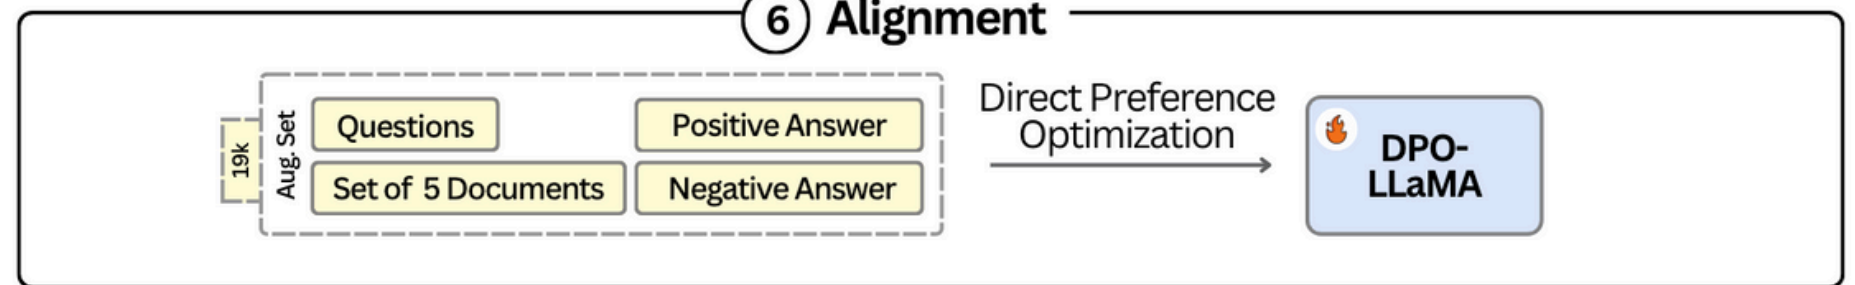 6 Alignment
19k
Aug. Set
Questions
Positive Answer
Set of 5 Documents
Negative Answer
Direct Preference
Optimization
DPO-
LLaMA